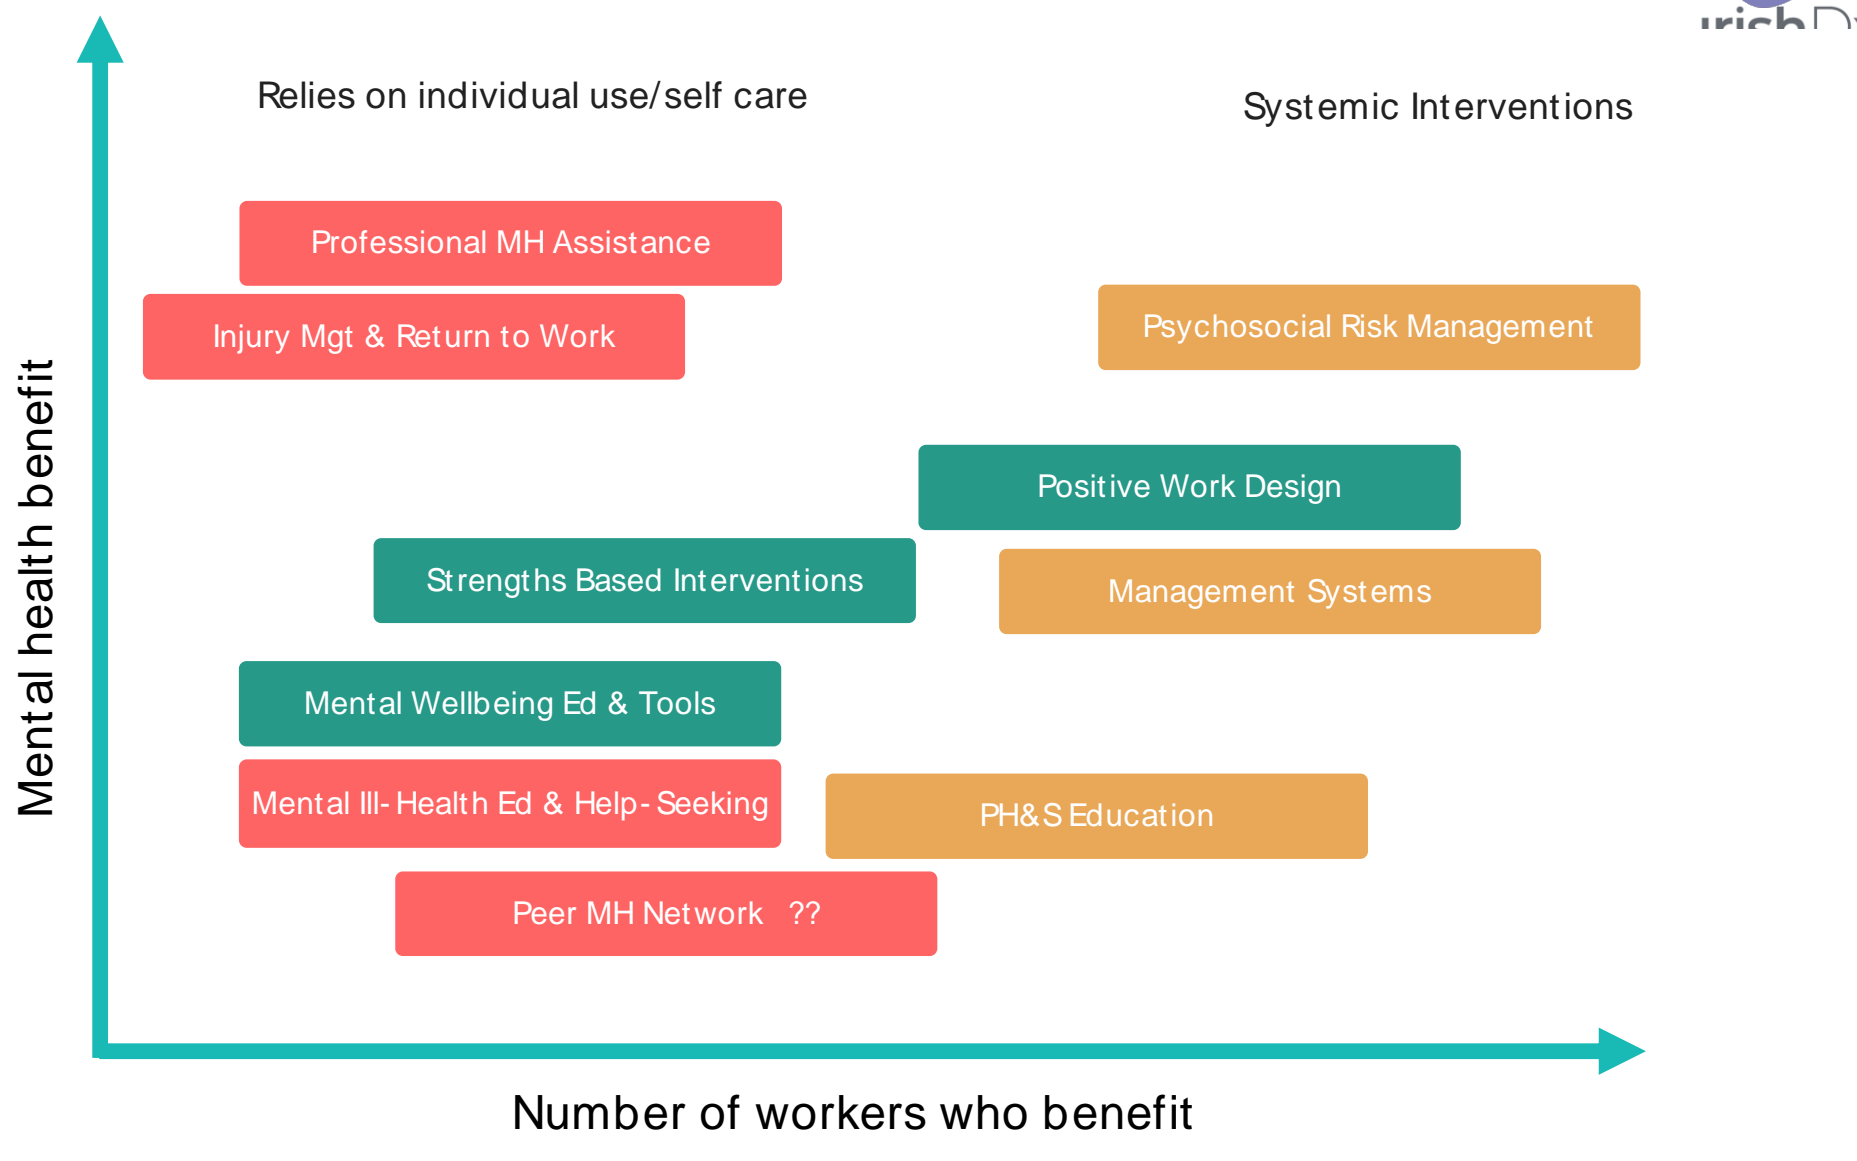 Relies on individual use/self care
Systemic Interventions
Professional MH Assistance
Injury Mgt & Return to Work
Psychosocial Risk Management
Positive Work Design
Strengths Based Interventions
Management Systems
Mental Wellbeing Ed & Tools
Mental Ill-Health Ed & Help-Seeking
PH&S Education
Peer MH Network ??
Mental health benefit
Number of workers who benefit